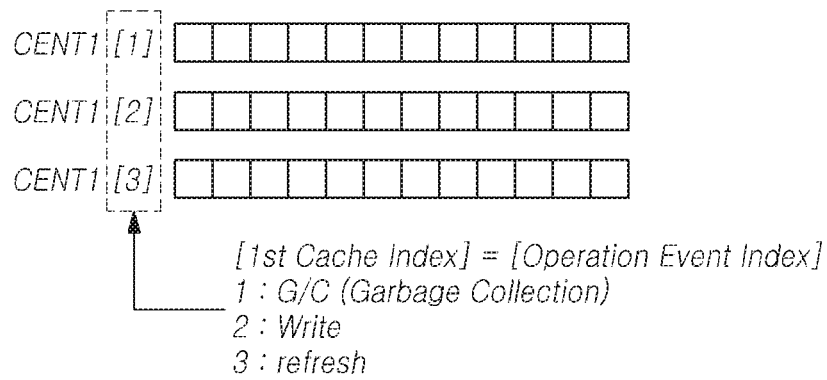 CENT1 [1]
CENT1 [2]
CENT1 [3]
[1st Cache Index] = [Operation Event Index]
1 : G/C (Garbage Collection)
2 : Write
3 : refresh